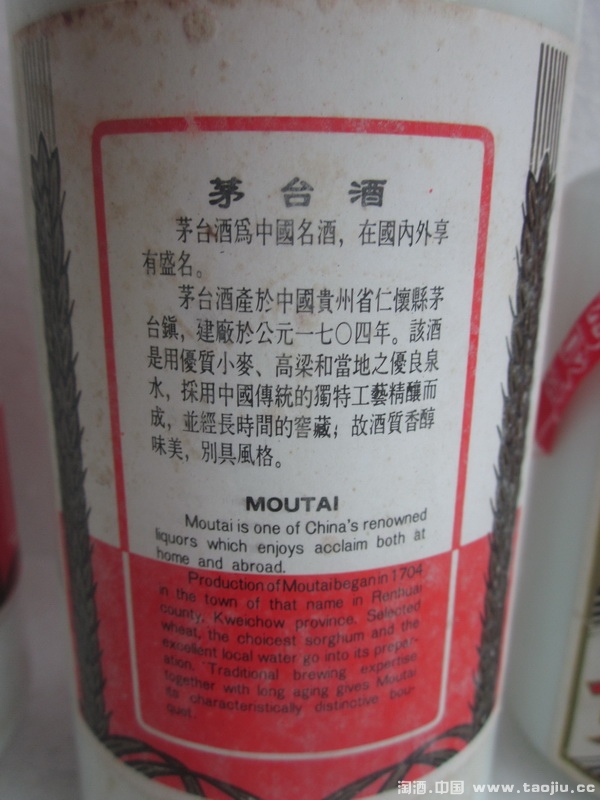 茅台酒
茅台酒爲中國名酒，在國內外享
有盛名。
茅台酒產於中國貴州省仁懷縣茅
台鎮，建廠於公元一七〇四年。該酒
是用優質小麥、高梁和當地之優良泉
水，採用中國傳統的獨特工藝精釀而
成，並經長時間的窖藏；故酒質香醇
味美，別具風格。
MOUTAI
Moutai is one of China's renowned
liquors which enjoys acclaim both at
home and abroad.
Production of Moutai began in 1704
in the town of that name in Renhuai
county, Kweichow province. Selected
wheat, the choicest sorghum and the
excellent local water go into its prepar-
ation. Traditional brewing expertise
together with long aging gives Moutai
its characteristically distinctive bou-
quet.
淘酒.中国 www.taojiu.cc